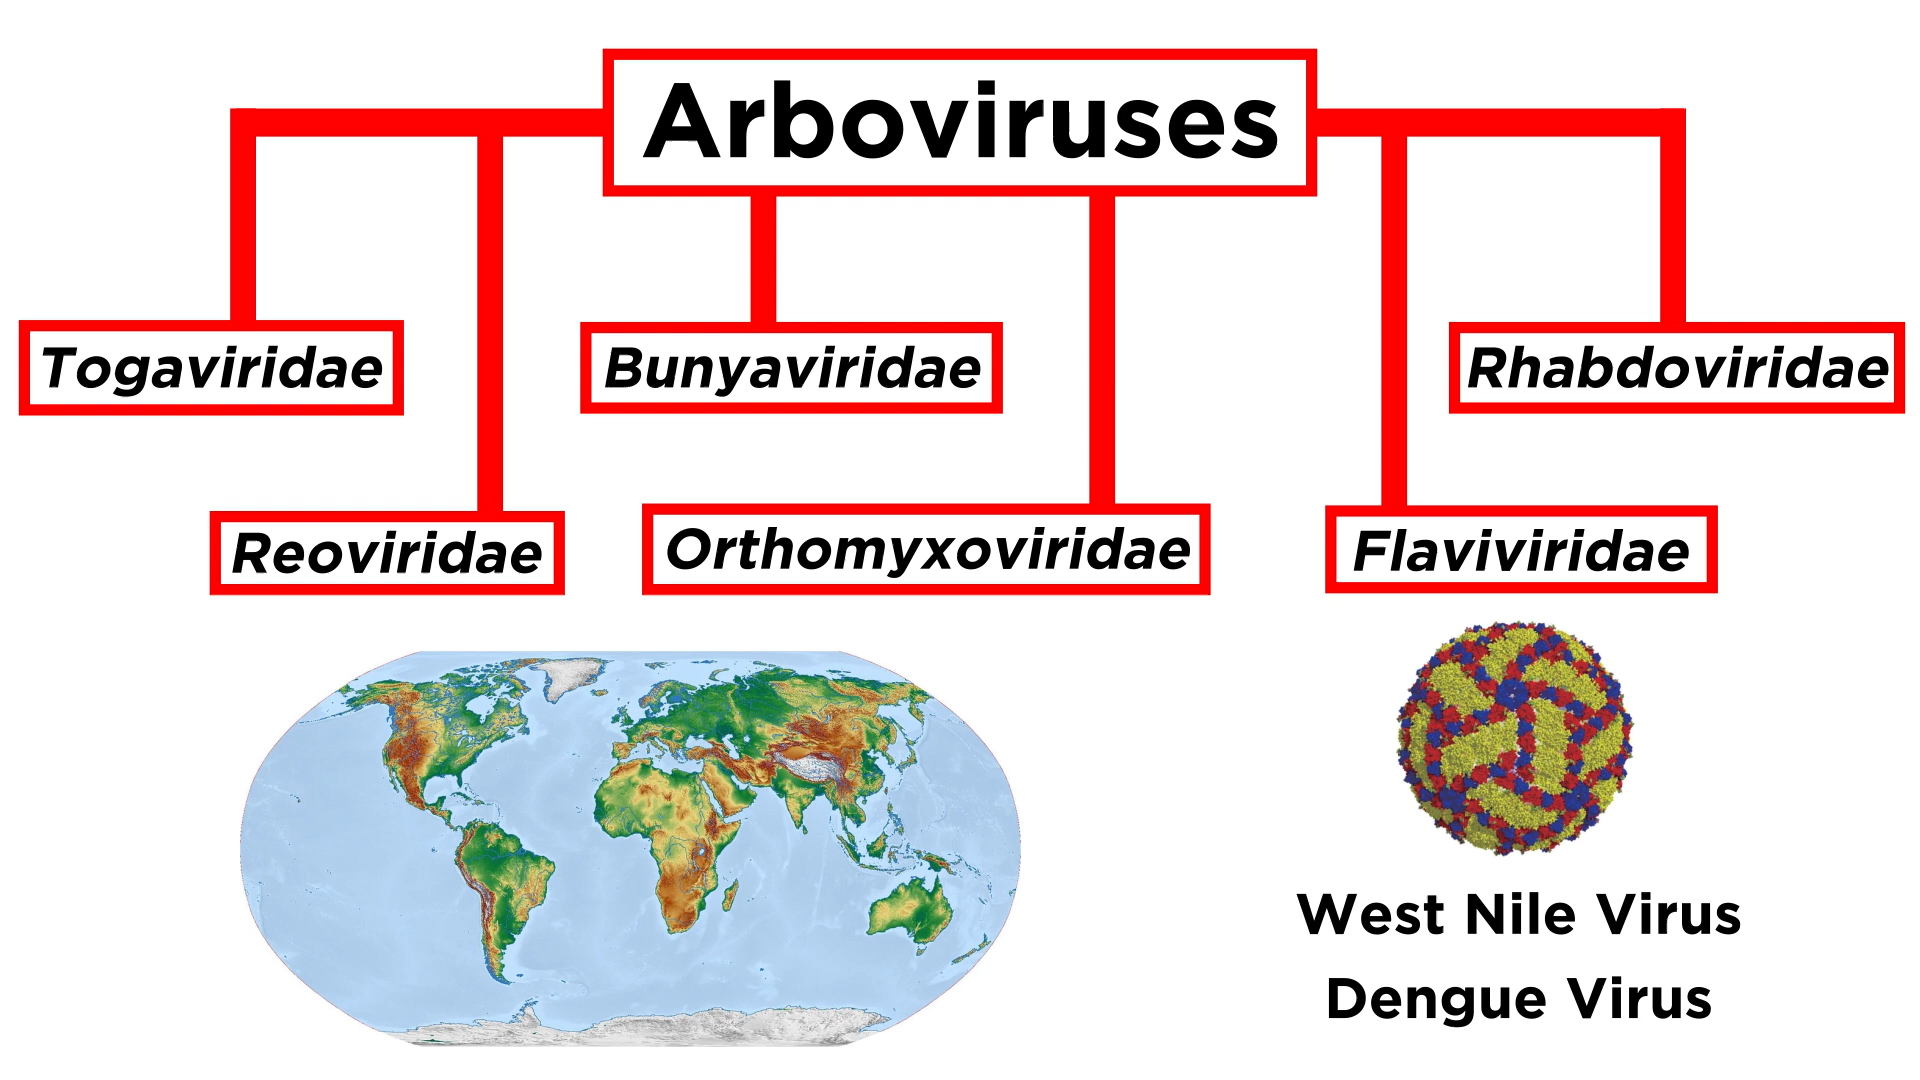 Arboviruses
Togaviridae
Bunyaviridae
Rhabdoviridae
Reoviridae
Orthomyxoviridae
Flaviviridae
West Nile Virus
Dengue Virus